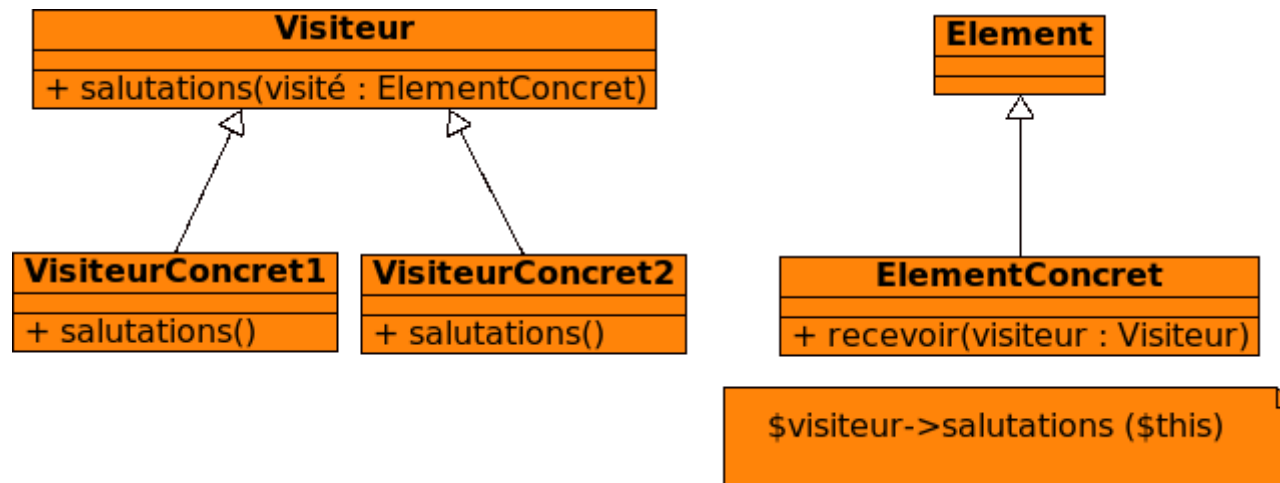 Visiteur
+ salutations(visité : ElementConcret)
Element
VisiteurConcret1
+ salutations()
VisiteurConcret2
+ salutations()
ElementConcret
+ recevoir(visiteur : Visiteur)
$visiteur->salutations ($this)